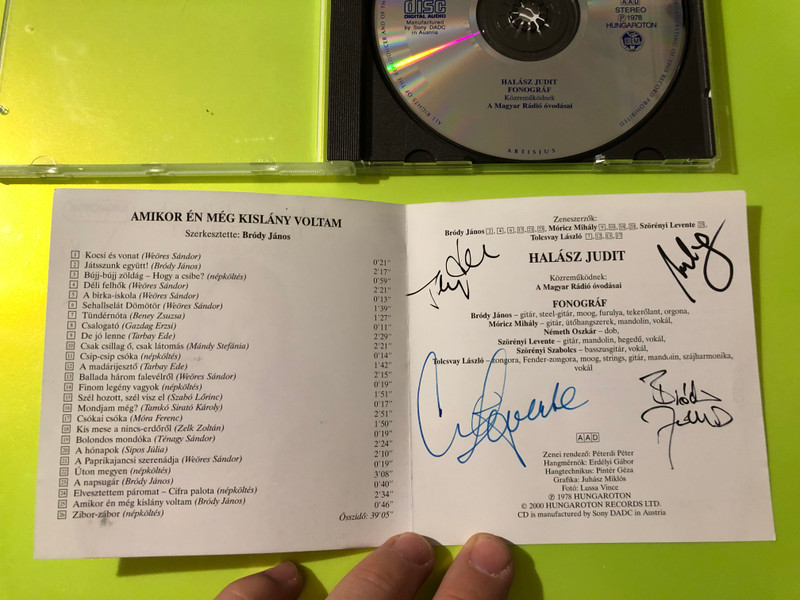 DIGITAL AUDIO
Manufactured
by Sony DADC
in Austria
AAD
STEREO
Ⓟ 1978
HUNGAROTON
HALÁSZ JUDIT
FONOGRÁF
Közreműködnek
A Magyar Rádió óvodásai
ARTISIUS
AMIKOR ÉN MÉG KISLÁNY VOLTAM
Szerkesztette: Bródy János
1 Kocsi és vonat (Weöres Sándor)
2 Játsszunk együtt! (Bródy János)
3 Bújj-bújj zöldág – Hogy a csibe? (népköltés)
4 Déli felhők (Weöres Sándor)
5 A birka-iskola (Weöres Sándor)
6 Sehallselát Dömötör (Weöres Sándor)
7 Tündérnóta (Beney Zsuzsa)
8 Csalogató (Gazdag Erzsi)
9 De jó lenne (Tarbay Ede)
10 Csak csillag ő, csak látomás (Mándy Stefánia)
11 Csip-csip csóka (népköltés)
12 A madárijesztő (Tarbay Ede)
13 Ballada három falevélről (Weöres Sándor)
14 Finom legény vagyok (népköltés)
15 Szél hozott, szél visz el (Szabó Lőrinc)
16 Mondjam még? (Tamkó Sirató Károly)
17 Csókai csóka (Móra Ferenc)
18 Kis mese a nincs-erdőről (Zelk Zoltán)
19 Bolondos mondóka (Ténagy Sándor)
20 A hónapok (Sipos Júlia)
21 A Paprikajancsi szerenádja (Weöres Sándor)
22 Úton megyen (népköltés)
23 A napsugár (Bródy János)
24 Elvesztettem páromat – Cifra palota (népköltés)
25 Amikor én még kislány voltam (Bródy János)
26 Zibor-zábor (népköltés)
0'21"
2'17"
0'59"
2'21"
0'13"
1'39"
1'27"
0'11"
2'29"
2'21"
0'14"
1'42"
2'15"
0'19"
0'17"
2'51"
1'50"
0'19"
2'24"
2'10"
0'19"
3'08"
0'40"
2'34"
0'46"
Összidő: 39'05"
Zeneszerzők:
Bródy János Móricz Mihály Szörényi Levente
Tolcsvay László
HALÁSZ JUDIT
Közreműködnek:
A Magyar Rádió óvodásai
FONOGRÁF
Bródy János – gitár, steel-gitár, moog, furulya, tekerőlant, orgona,
Móricz Mihály – gitár, ütőhangszerek, mandolin, vokál,
Németh Oszkár – dob,
Szörényi Levente – gitár, mandolin, hegedű, vokál,
Szörényi Szabolcs – basszusgitár, vokál,
Tolcsvay László – zongora, Fender-zongora, moog, strings, gitár, mandolin, szájharmonika,
vokál
Bródy
János
AAD
Zenei rendező: Péterdi Péter
Hangmérnök: Erdélyi Gábor
Hangtechnikus: Pintér Géza
Grafika: Juhász Miklós
Fotó: Lussa Vince
Ⓟ 1978 HUNGAROTON
© 2000 HUNGAROTON RECORDS LTD.
CD is manufactured by Sony DADC in Austria